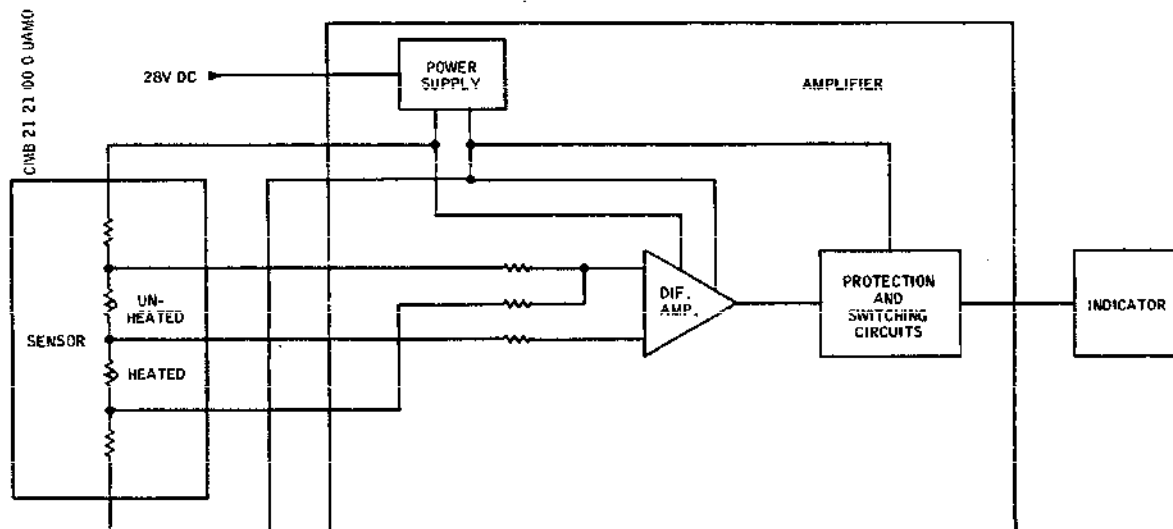 CIMB 21 21 00 0 UAMO
28V DC
POWER
SUPPLY
AMPLIFIER
SENSOR
UN-
HEATED
HEATED
DIF.
AMP.
PROTECTION
AND
SWITCHING
CIRCUITS
INDICATOR